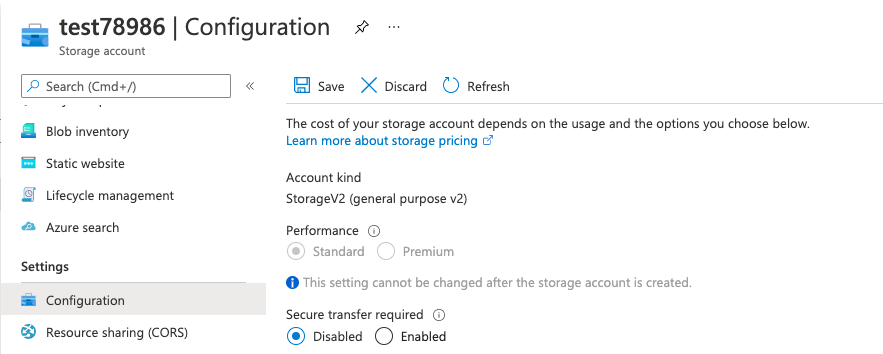 test78986 | Configuration
Storage account
Search (Cmd+/)
Blob inventory
Static website
Lifecycle management
Azure search
Settings
Configuration
Resource sharing (CORS)
Save Discard Refresh
The cost of your storage account depends on the usage and the options you choose below.
Learn more about storage pricing
Account kind
StorageV2 (general purpose v2)
Performance
Standard Premium
This setting cannot be changed after the storage account is created.
Secure transfer required
Disabled Enabled